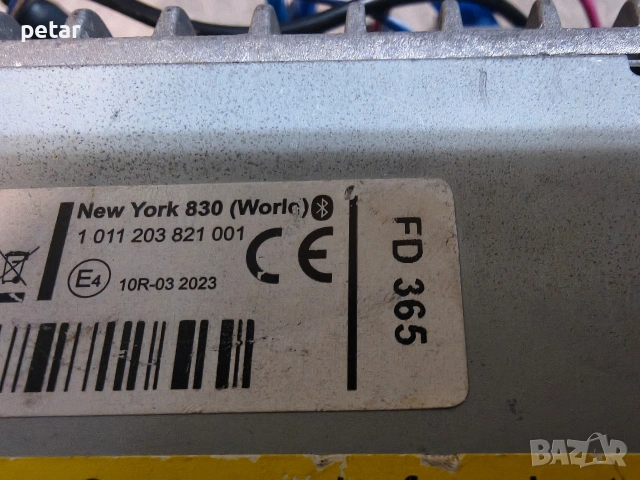 petar
New York 830 (World)
1 011 203 821 001
CE
E4 10R-03 2023
FD 365
BAZAR